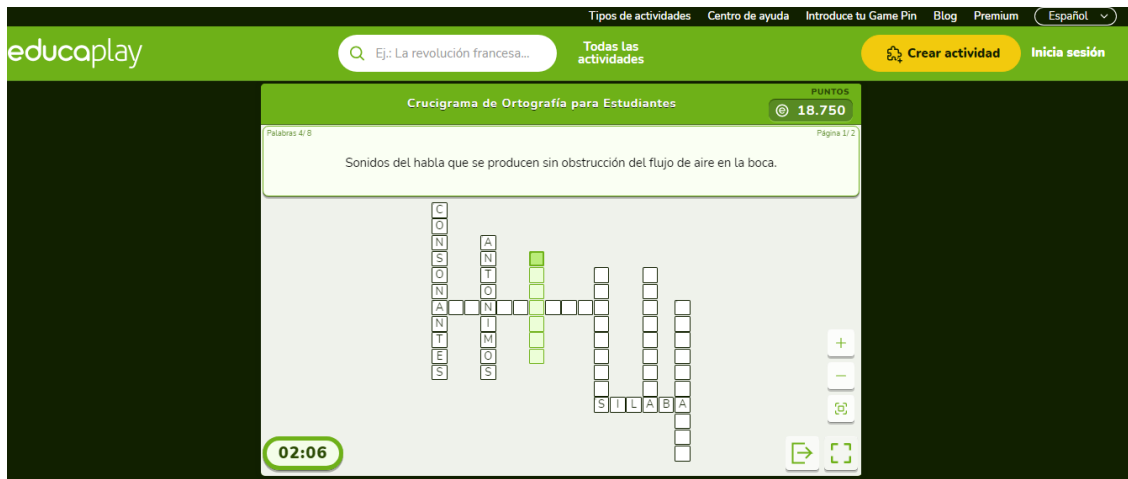 Tipos de actividades Centro de ayuda Introduce tu Game Pin Blog Premium Español
educaplay
Ej.: La revolución francesa...
Todas las
actividades
Crear actividad
Inicia sesión
Crucigrama de Ortografía para Estudiantes
PUNTOS
18.750
Palabras 4/8
Página 1/2
Sonidos del habla que se producen sin obstrucción del flujo de aire en la boca.
CONSONANTES
ANTONIMOS
SILABA
02:06